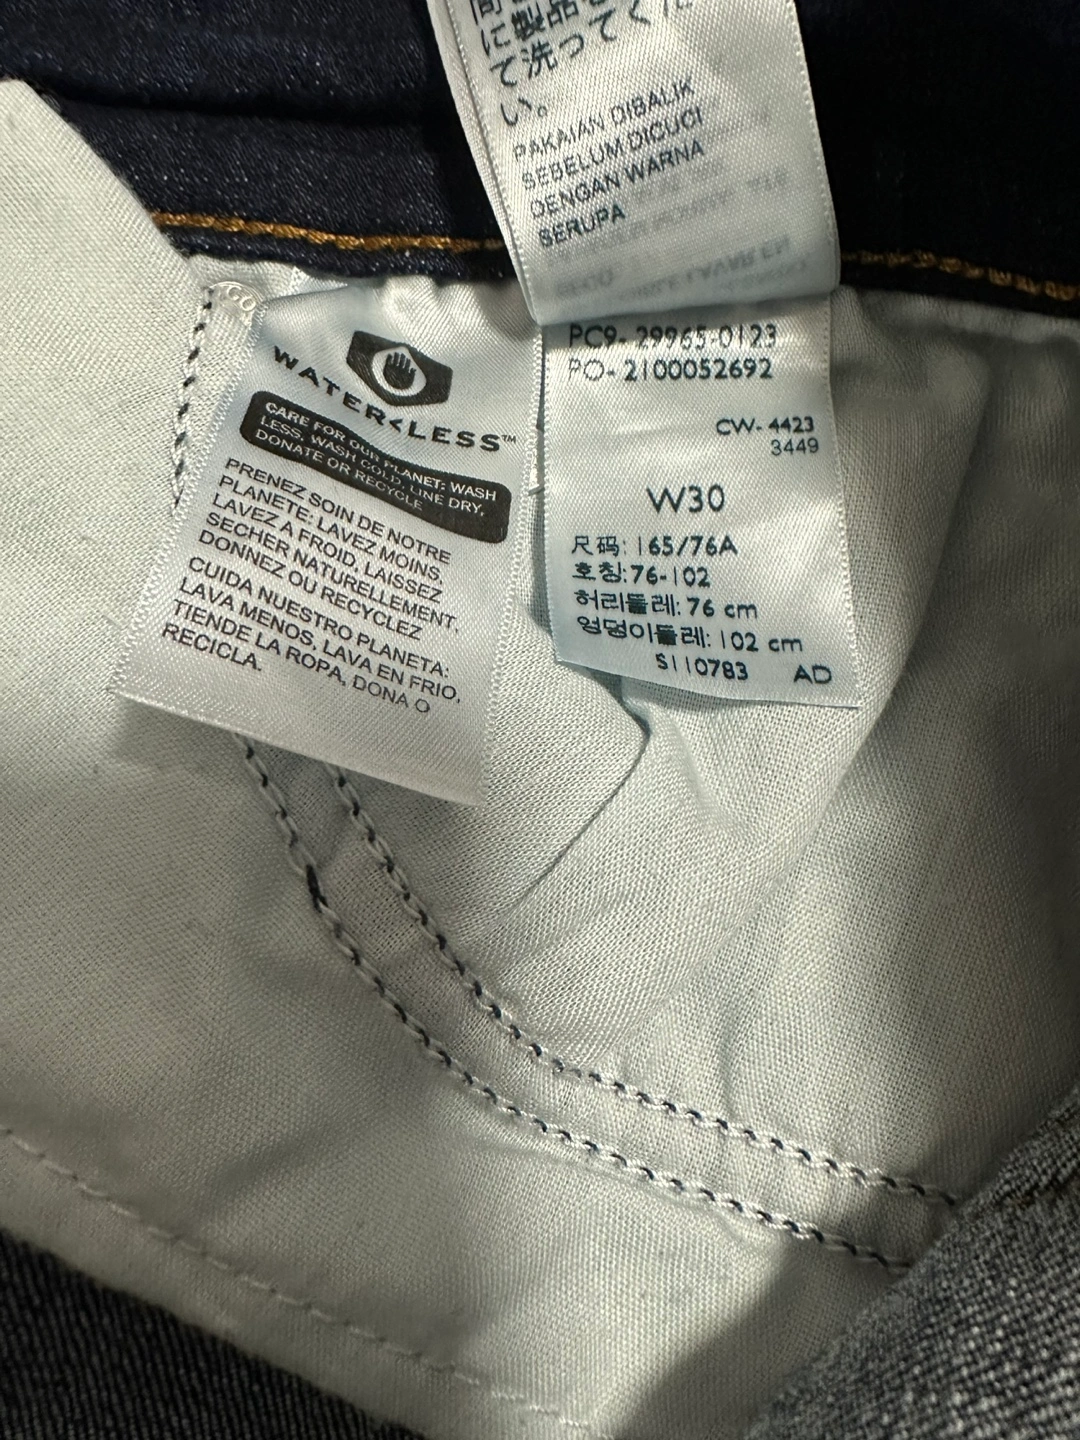 に製品を
て洗ってくだ
い。
PAKAIAN DIBALIK
SEBELUM DICUCI
DENGAN WARNA
SERUPA
WATER<LESS™
CARE FOR OUR PLANET: WASH
LESS, WASH COLD, LINE DRY,
DONATE OR RECYCLE
PRENEZ SOIN DE NOTRE
PLANETE: LAVEZ MOINS,
LAVEZ A FROID, LAISSEZ
SECHER NATURELLEMENT,
DONNEZ OU RECYCLEZ
CUIDA NUESTRO PLANETA:
LAVA MENOS, LAVA EN FRIO,
TIENDE LA ROPA, DONA O
RECICLA.
PC9- 29965-0123
PO- 2100052692
CW- 4423
3449
W30
尺码: 165/76A
호칭:76-102
허리둘레: 76 cm
엉덩이둘레: 102 cm
S110783 AD